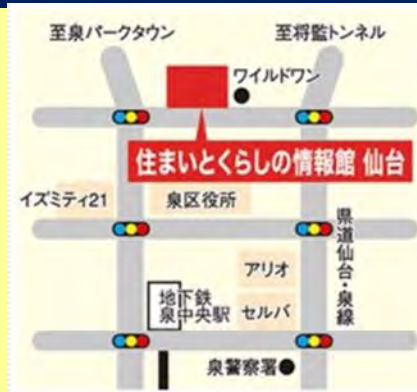 至泉パークタウン
至将監トンネル
ワイルドワン
住まいとくらしの情報館 仙台
イズミティ21
泉区役所
県道仙台・泉線
アリオ
地下鉄
泉中央駅
セルバ
泉警察署